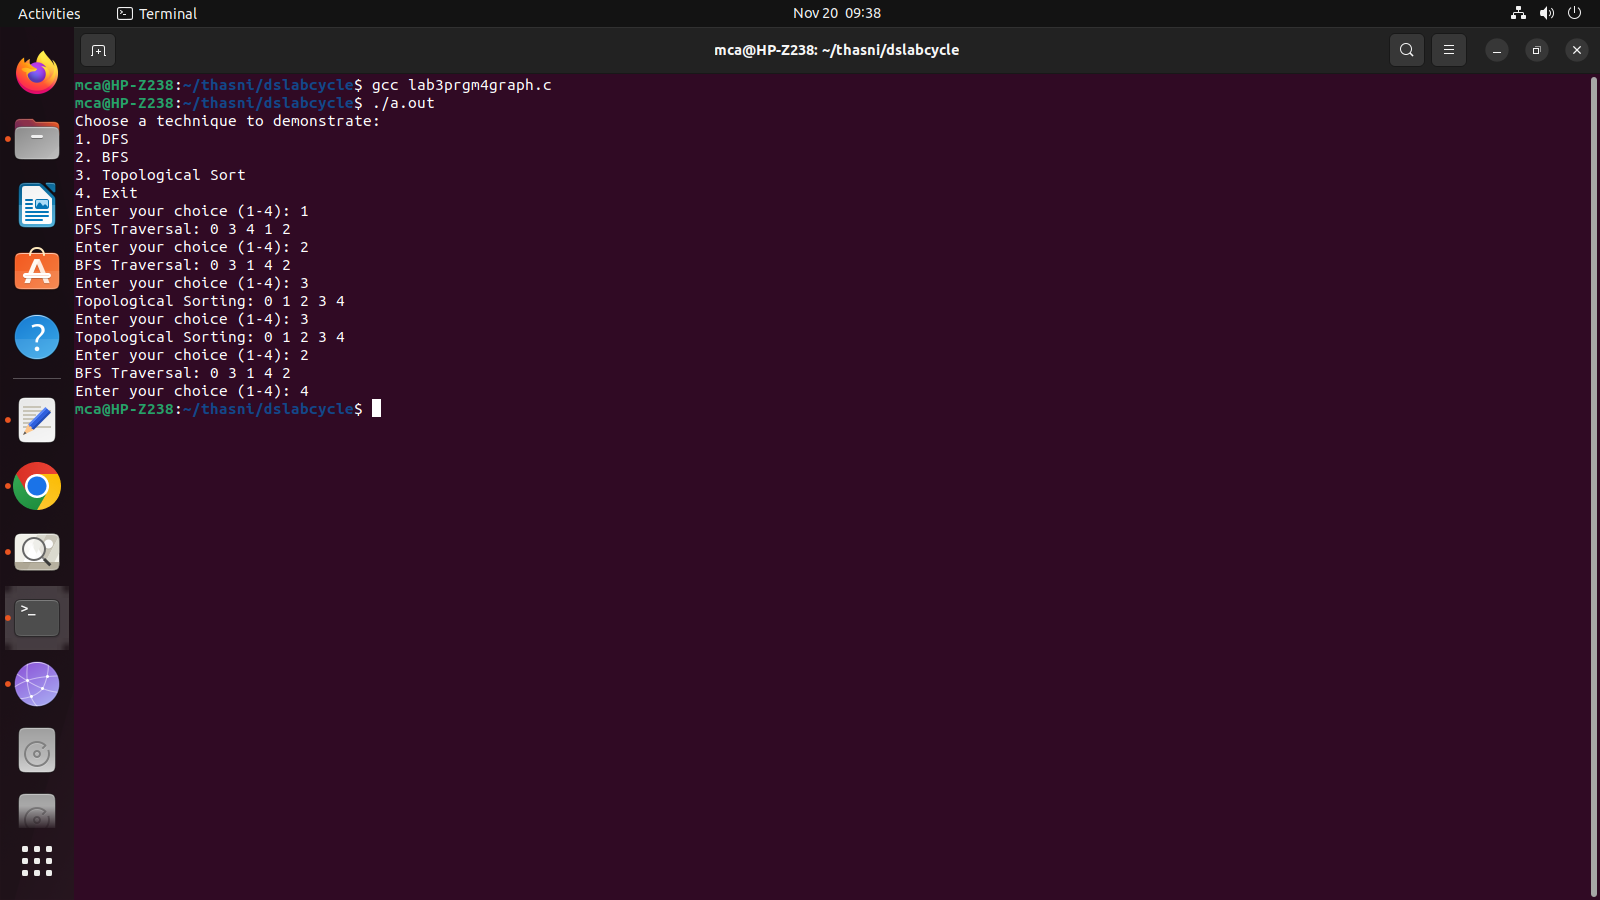 Activities
Terminal
Nov 20 09:38
mca@HP-Z238: ~/thasni/dslabcycle
mca@HP-Z238:~/thasni/dslabcycle$ gcc lab3prgm4graph.c
mca@HP-Z238:~/thasni/dslabcycle$ ./a.out
Choose a technique to demonstrate:
1. DFS
2. BFS
3. Topological Sort
4. Exit
Enter your choice (1-4): 1
DFS Traversal: 0 3 4 1 2
Enter your choice (1-4): 2
BFS Traversal: 0 3 1 4 2
Enter your choice (1-4): 3
Topological Sorting: 0 1 2 3 4
Enter your choice (1-4): 3
Topological Sorting: 0 1 2 3 4
Enter your choice (1-4): 2
BFS Traversal: 0 3 1 4 2
Enter your choice (1-4): 4
mca@HP-Z238:~/thasni/dslabcycle$